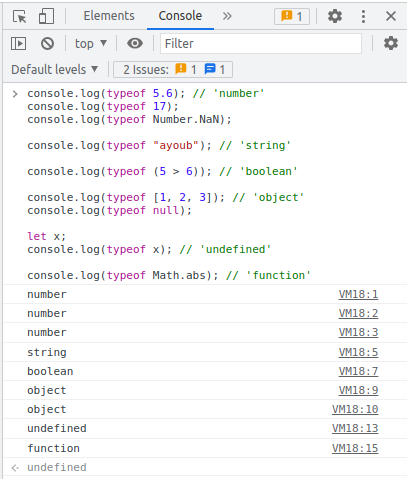 Elements Console » 1
top Filter
Default levels 2 Issues: 1 1
console.log(typeof 5.6); // 'number'
console.log(typeof 17);
console.log(typeof Number.NaN);
console.log(typeof "ayoub"); // 'string'
console.log(typeof (5 > 6)); // 'boolean'
console.log(typeof [1, 2, 3]); // 'object'
console.log(typeof null);
let x;
console.log(typeof x); // 'undefined'
console.log(typeof Math.abs); // 'function'
number VM18:1
number VM18:2
number VM18:3
string VM18:5
boolean VM18:7
object VM18:9
object VM18:10
undefined VM18:13
function VM18:15
undefined